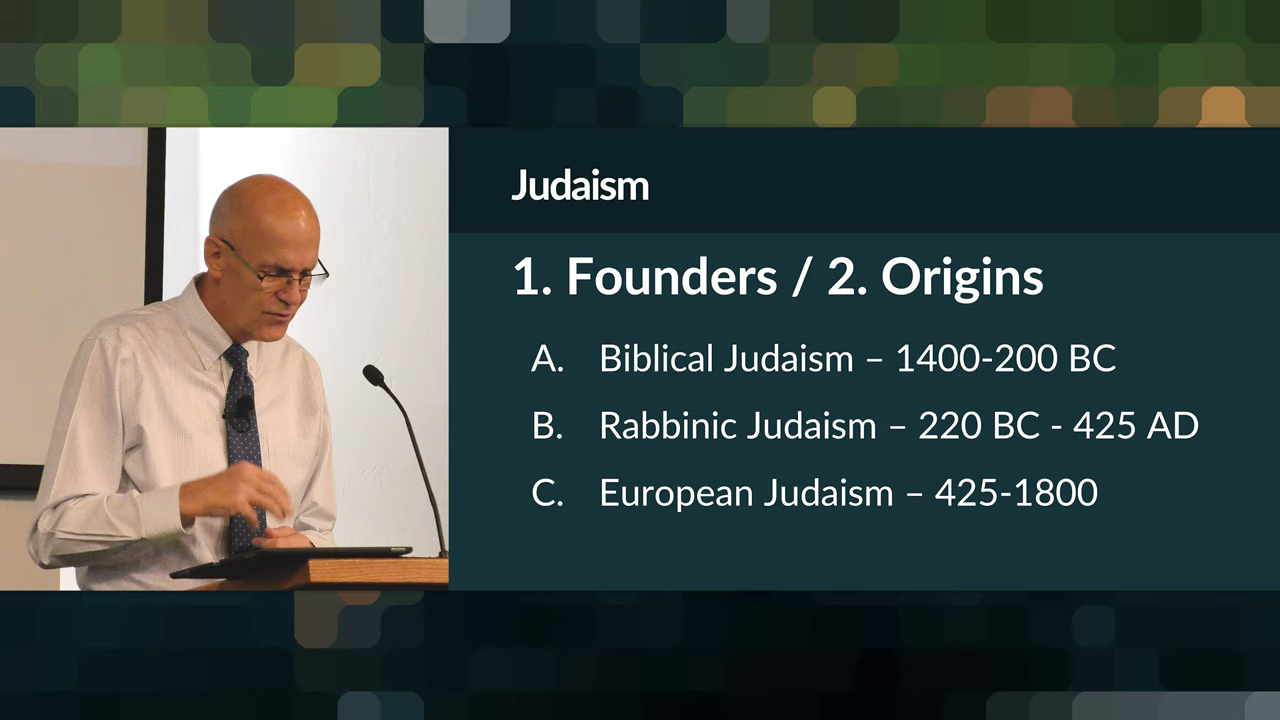 Judaism
1. Founders / 2. Origins
A. Biblical Judaism – 1400-200 BC
B. Rabbinic Judaism – 220 BC - 425 AD
C. European Judaism – 425-1800